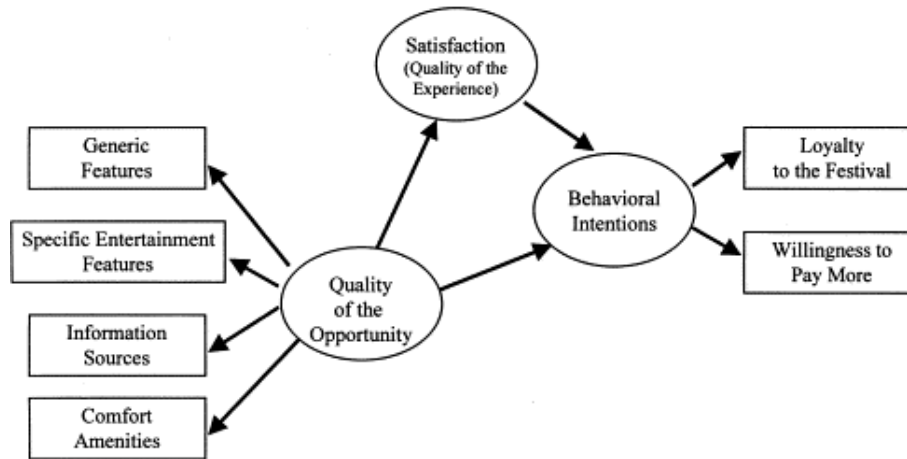 Satisfaction
(Quality of the
Experience)
Generic
Features
Loyalty
to the Festival
Behavioral
Intentions
Specific Entertainment
Features
Willingness to
Pay More
Quality
of the
Opportunity
Information
Sources
Comfort
Amenities